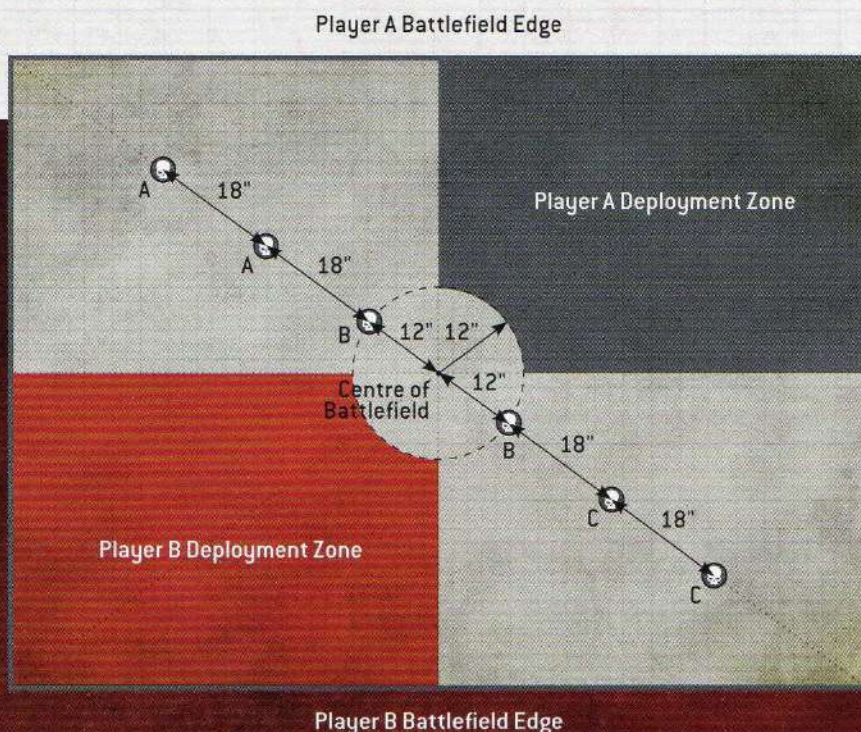 Player A Battlefield Edge
A
18"
Player A Deployment Zone
A
18"
B
12" 12"
12"
Centre of
Battlefield
B
18"
C
18"
Player B Deployment Zone
C
Player B Battlefield Edge